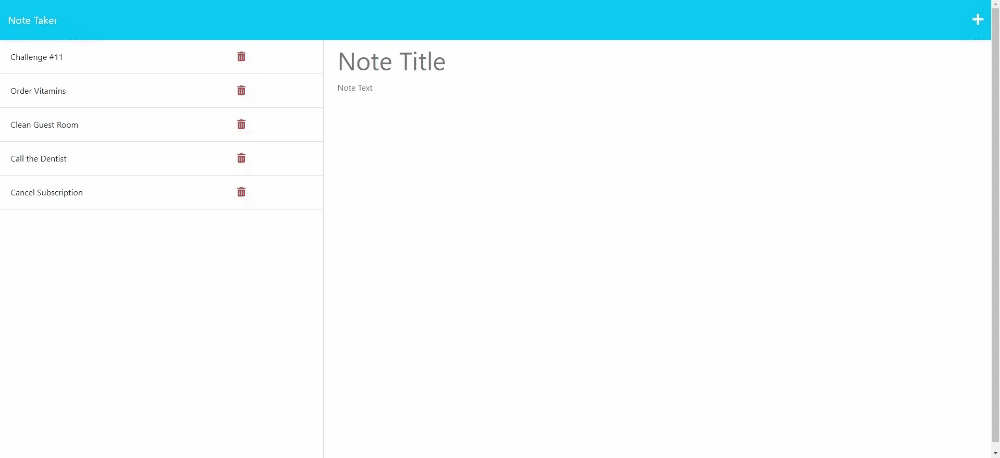 Note Taker
Challenge #11
Order Vitamins
Clean Guest Room
Call the Dentist
Cancel Subscription
Note Title
Note Text